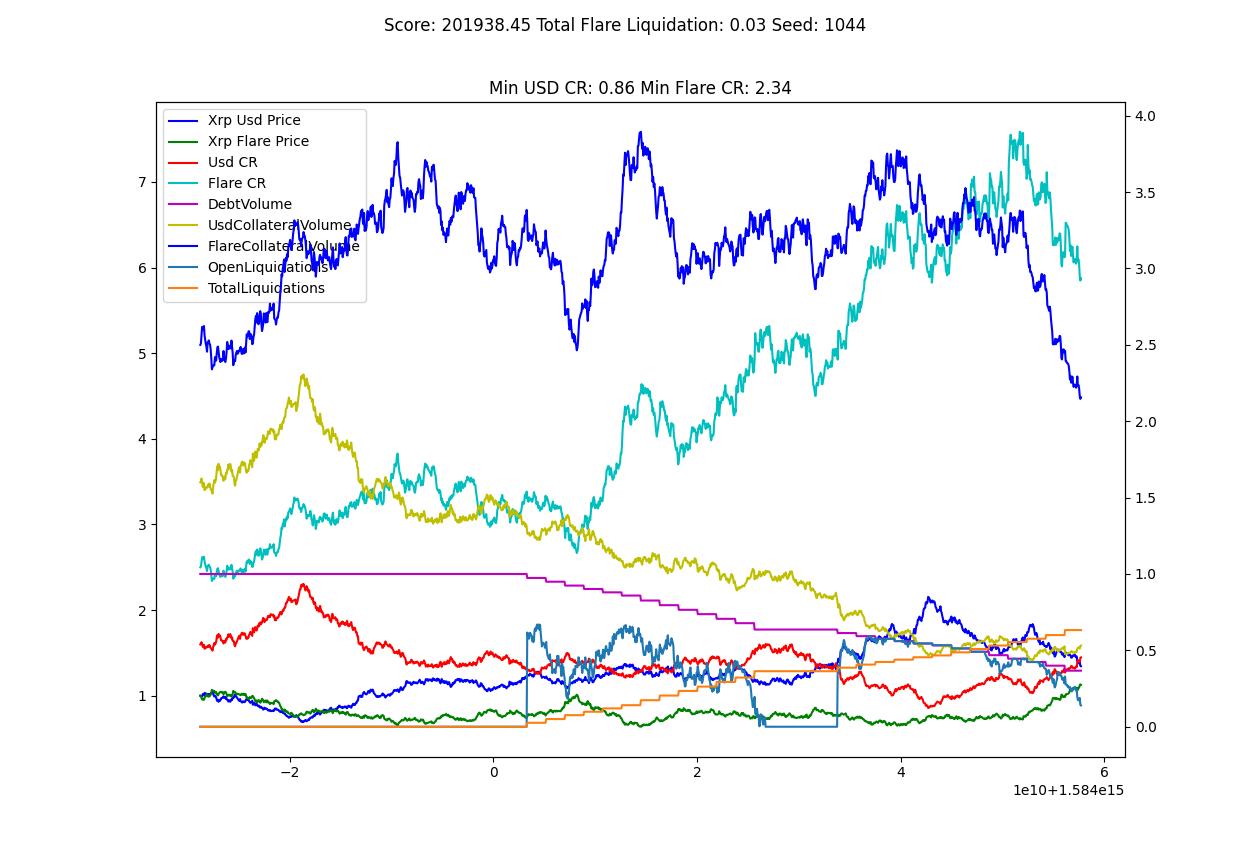 Score: 201938.45 Total Flare Liquidation: 0.03 Seed: 1044
Min USD CR: 0.86 Min Flare CR: 2.34
Xrp Usd Price
Xrp Flare Price
Usd CR
Flare CR
DebtVolume
UsdCollateralVolume
FlareCollateralVolume
OpenLiquidations
TotalLiquidations
7
6
5
4
3
2
1
4.0
3.5
3.0
2.5
2.0
1.5
1.0
0.5
0.0
−2 0 2 4 6
1e10+1.584e15